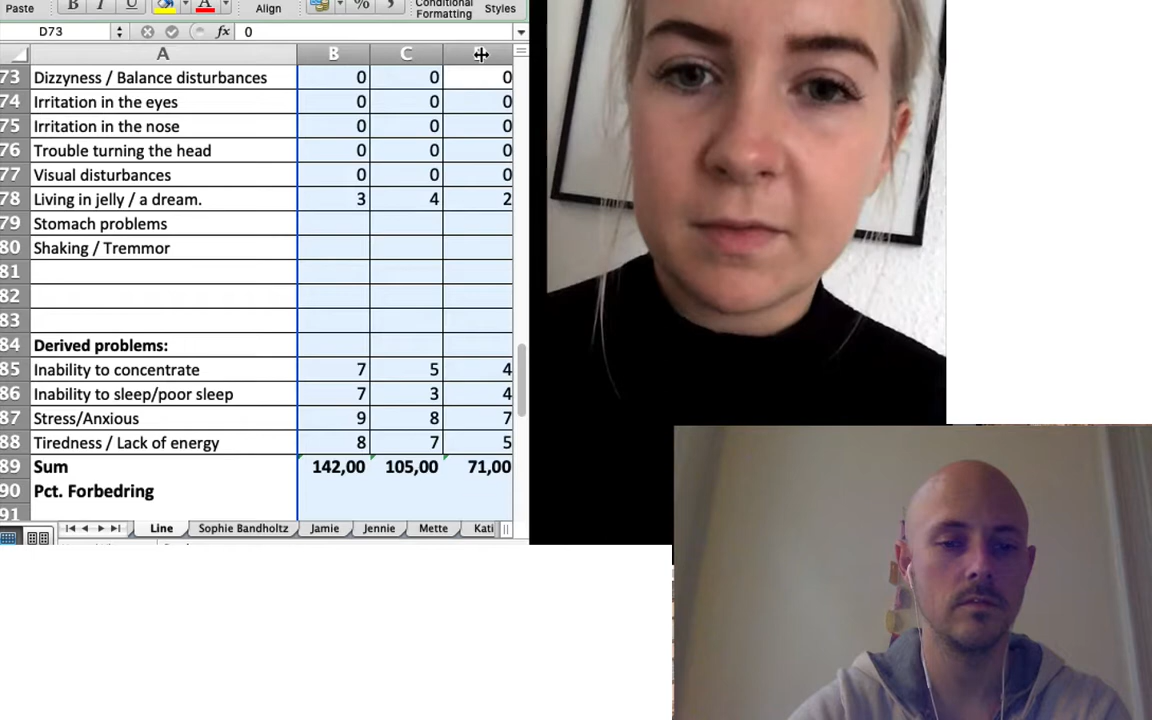 Paste B I U Align % Conditional Formatting Styles
D73 fx 0
A B C
73 Dizzyness / Balance disturbances 0 0 0
74 Irritation in the eyes 0 0 0
75 Irritation in the nose 0 0 0
76 Trouble turning the head 0 0 0
77 Visual disturbances 0 0 0
78 Living in jelly / a dream. 3 4 2
79 Stomach problems
80 Shaking / Tremmor
81
82
83
84 Derived problems:
85 Inability to concentrate 7 5 4
86 Inability to sleep/poor sleep 7 3 4
87 Stress/Anxious 9 8 7
88 Tiredness / Lack of energy 8 7 5
89 Sum 142,00 105,00 71,00
90 Pct. Forbedring
91
Line Sophie Bandholtz Jamie Jennie Mette Kati